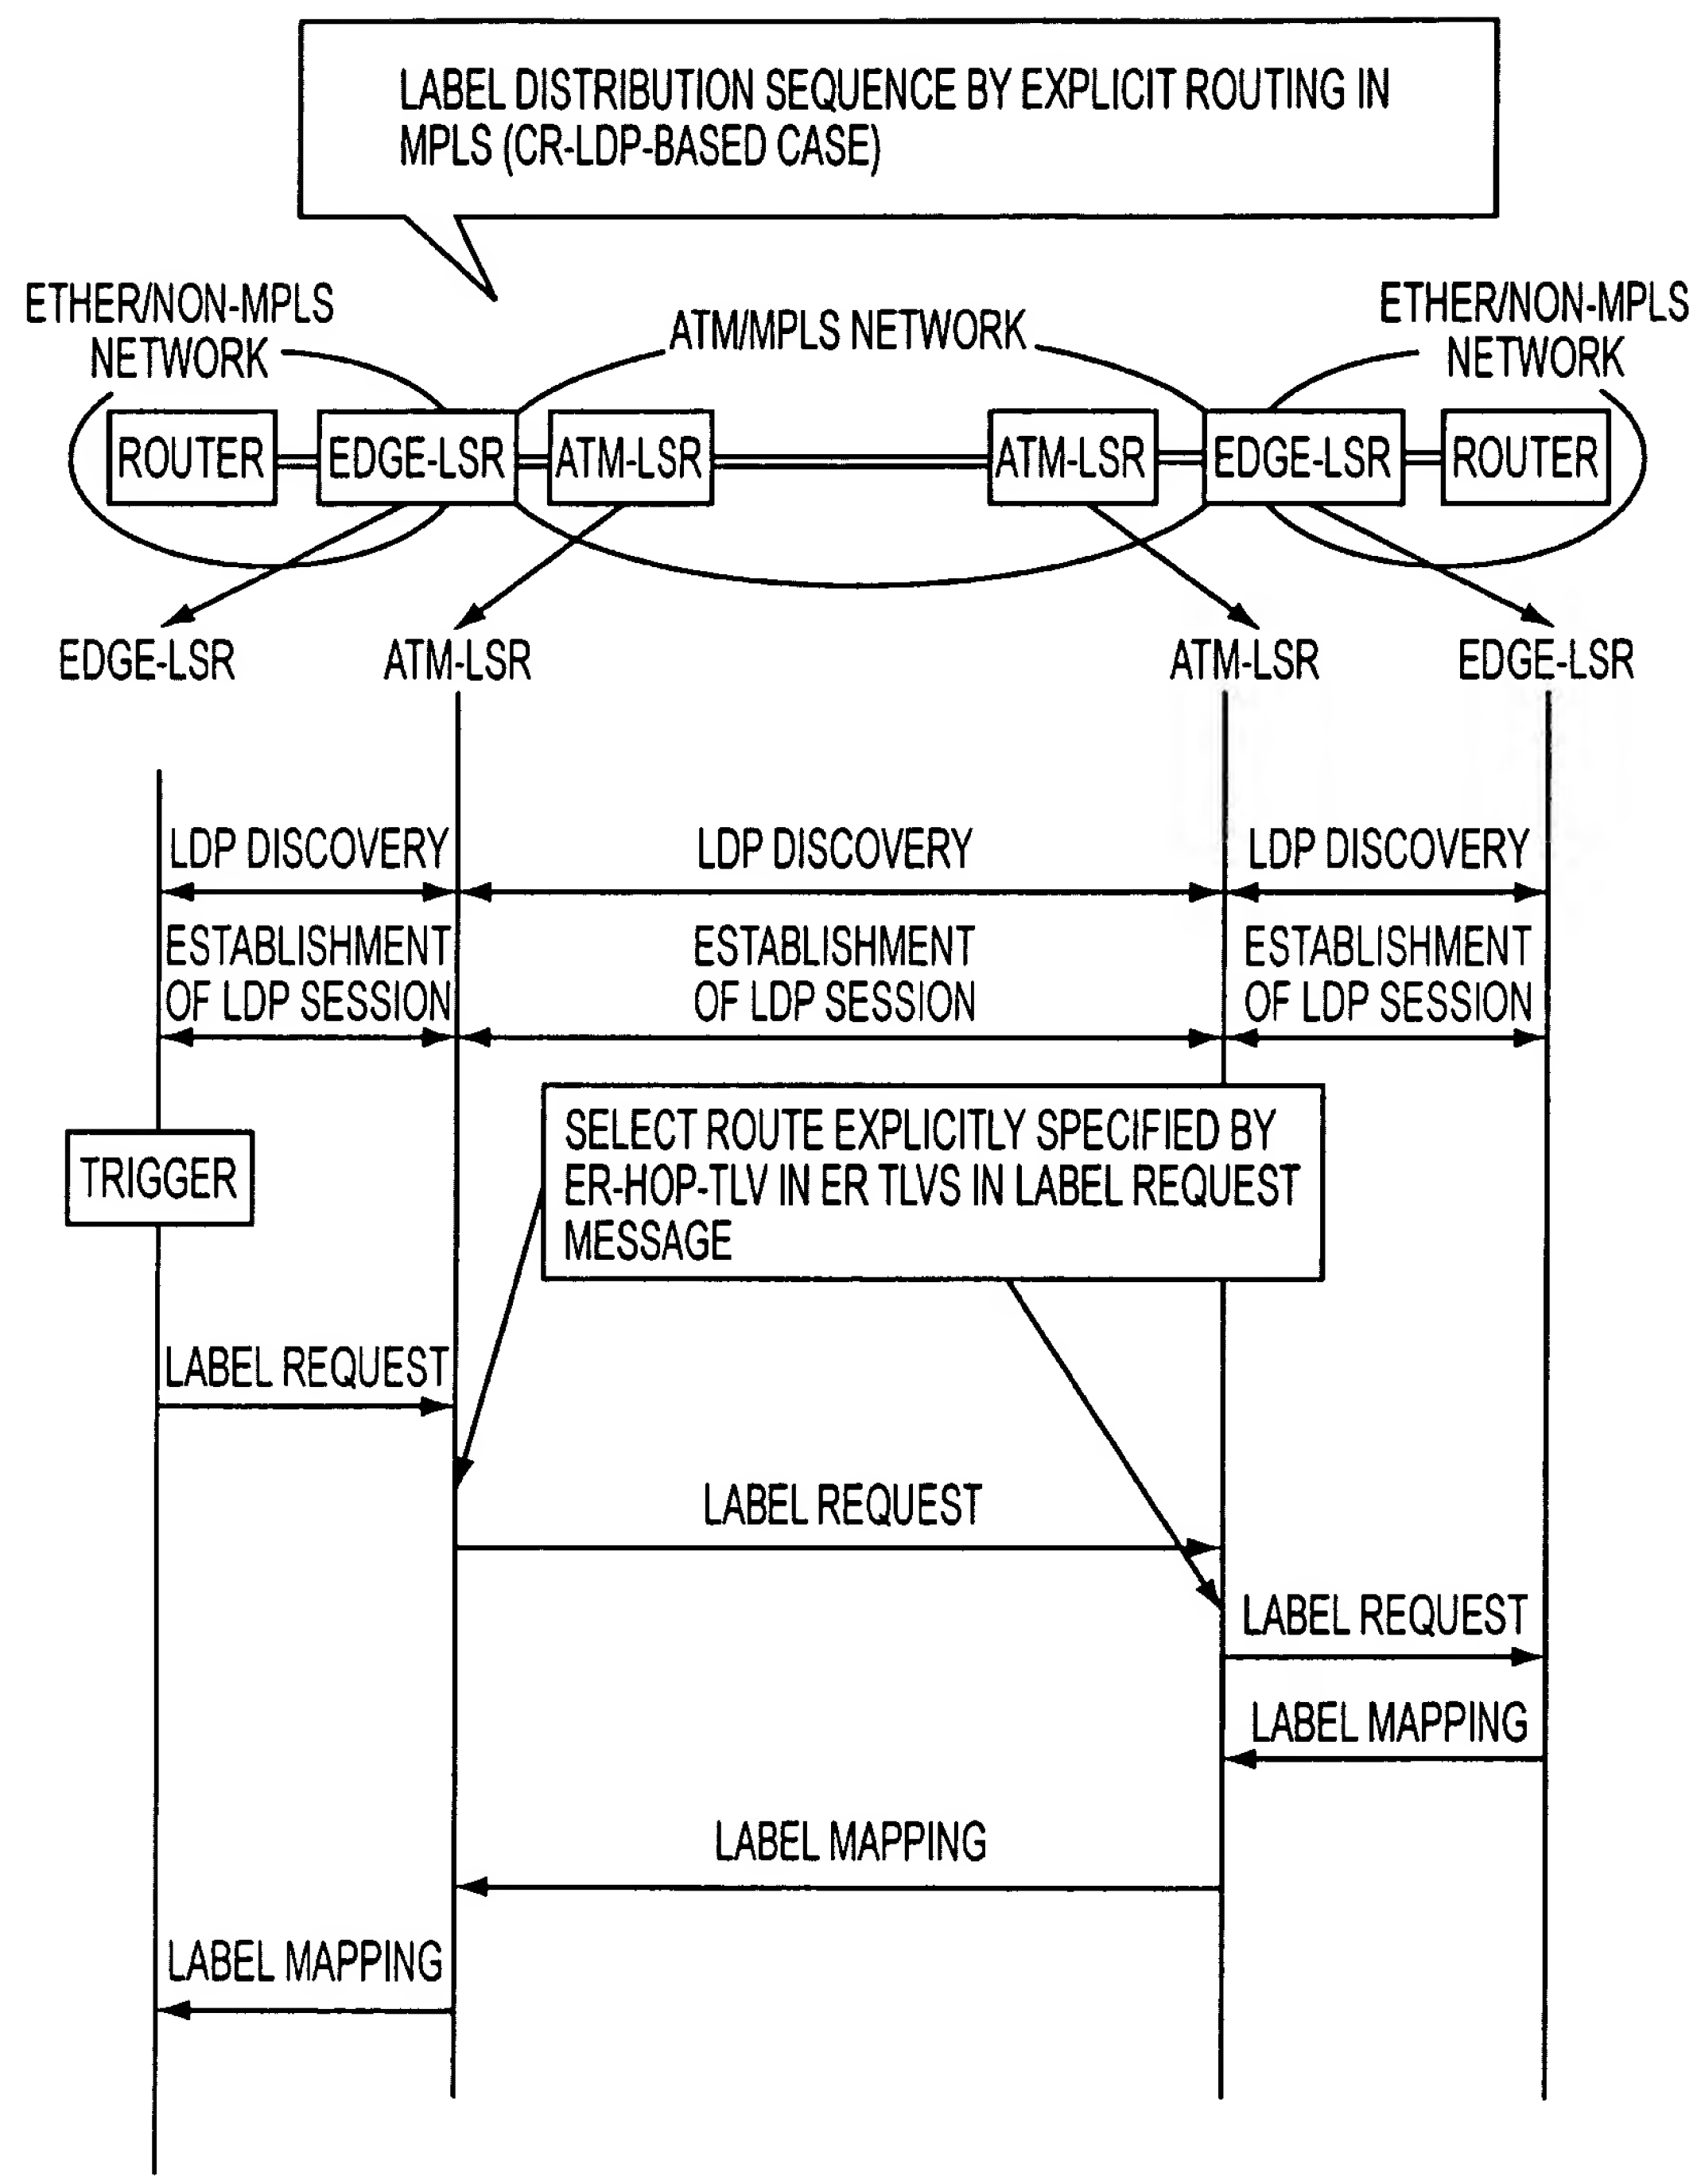 LABEL DISTRIBUTION SEQUENCE BY EXPLICIT ROUTING IN
MPLS (CR-LDP-BASED CASE)
ETHER/NON-MPLS
NETWORK
ATM/MPLS NETWORK
ETHER/NON-MPLS
NETWORK
ROUTER
EDGE-LSR
ATM-LSR
ATM-LSR
EDGE-LSR
ROUTER
EDGE-LSR
ATM-LSR
ATM-LSR
EDGE-LSR
LDP DISCOVERY
LDP DISCOVERY
LDP DISCOVERY
ESTABLISHMENT
OF LDP SESSION
ESTABLISHMENT
OF LDP SESSION
ESTABLISHMENT
OF LDP SESSION
TRIGGER
SELECT ROUTE EXPLICITLY SPECIFIED BY
ER-HOP-TLV IN ER TLVS IN LABEL REQUEST
MESSAGE
LABEL REQUEST
LABEL REQUEST
LABEL REQUEST
LABEL MAPPING
LABEL MAPPING
LABEL MAPPING